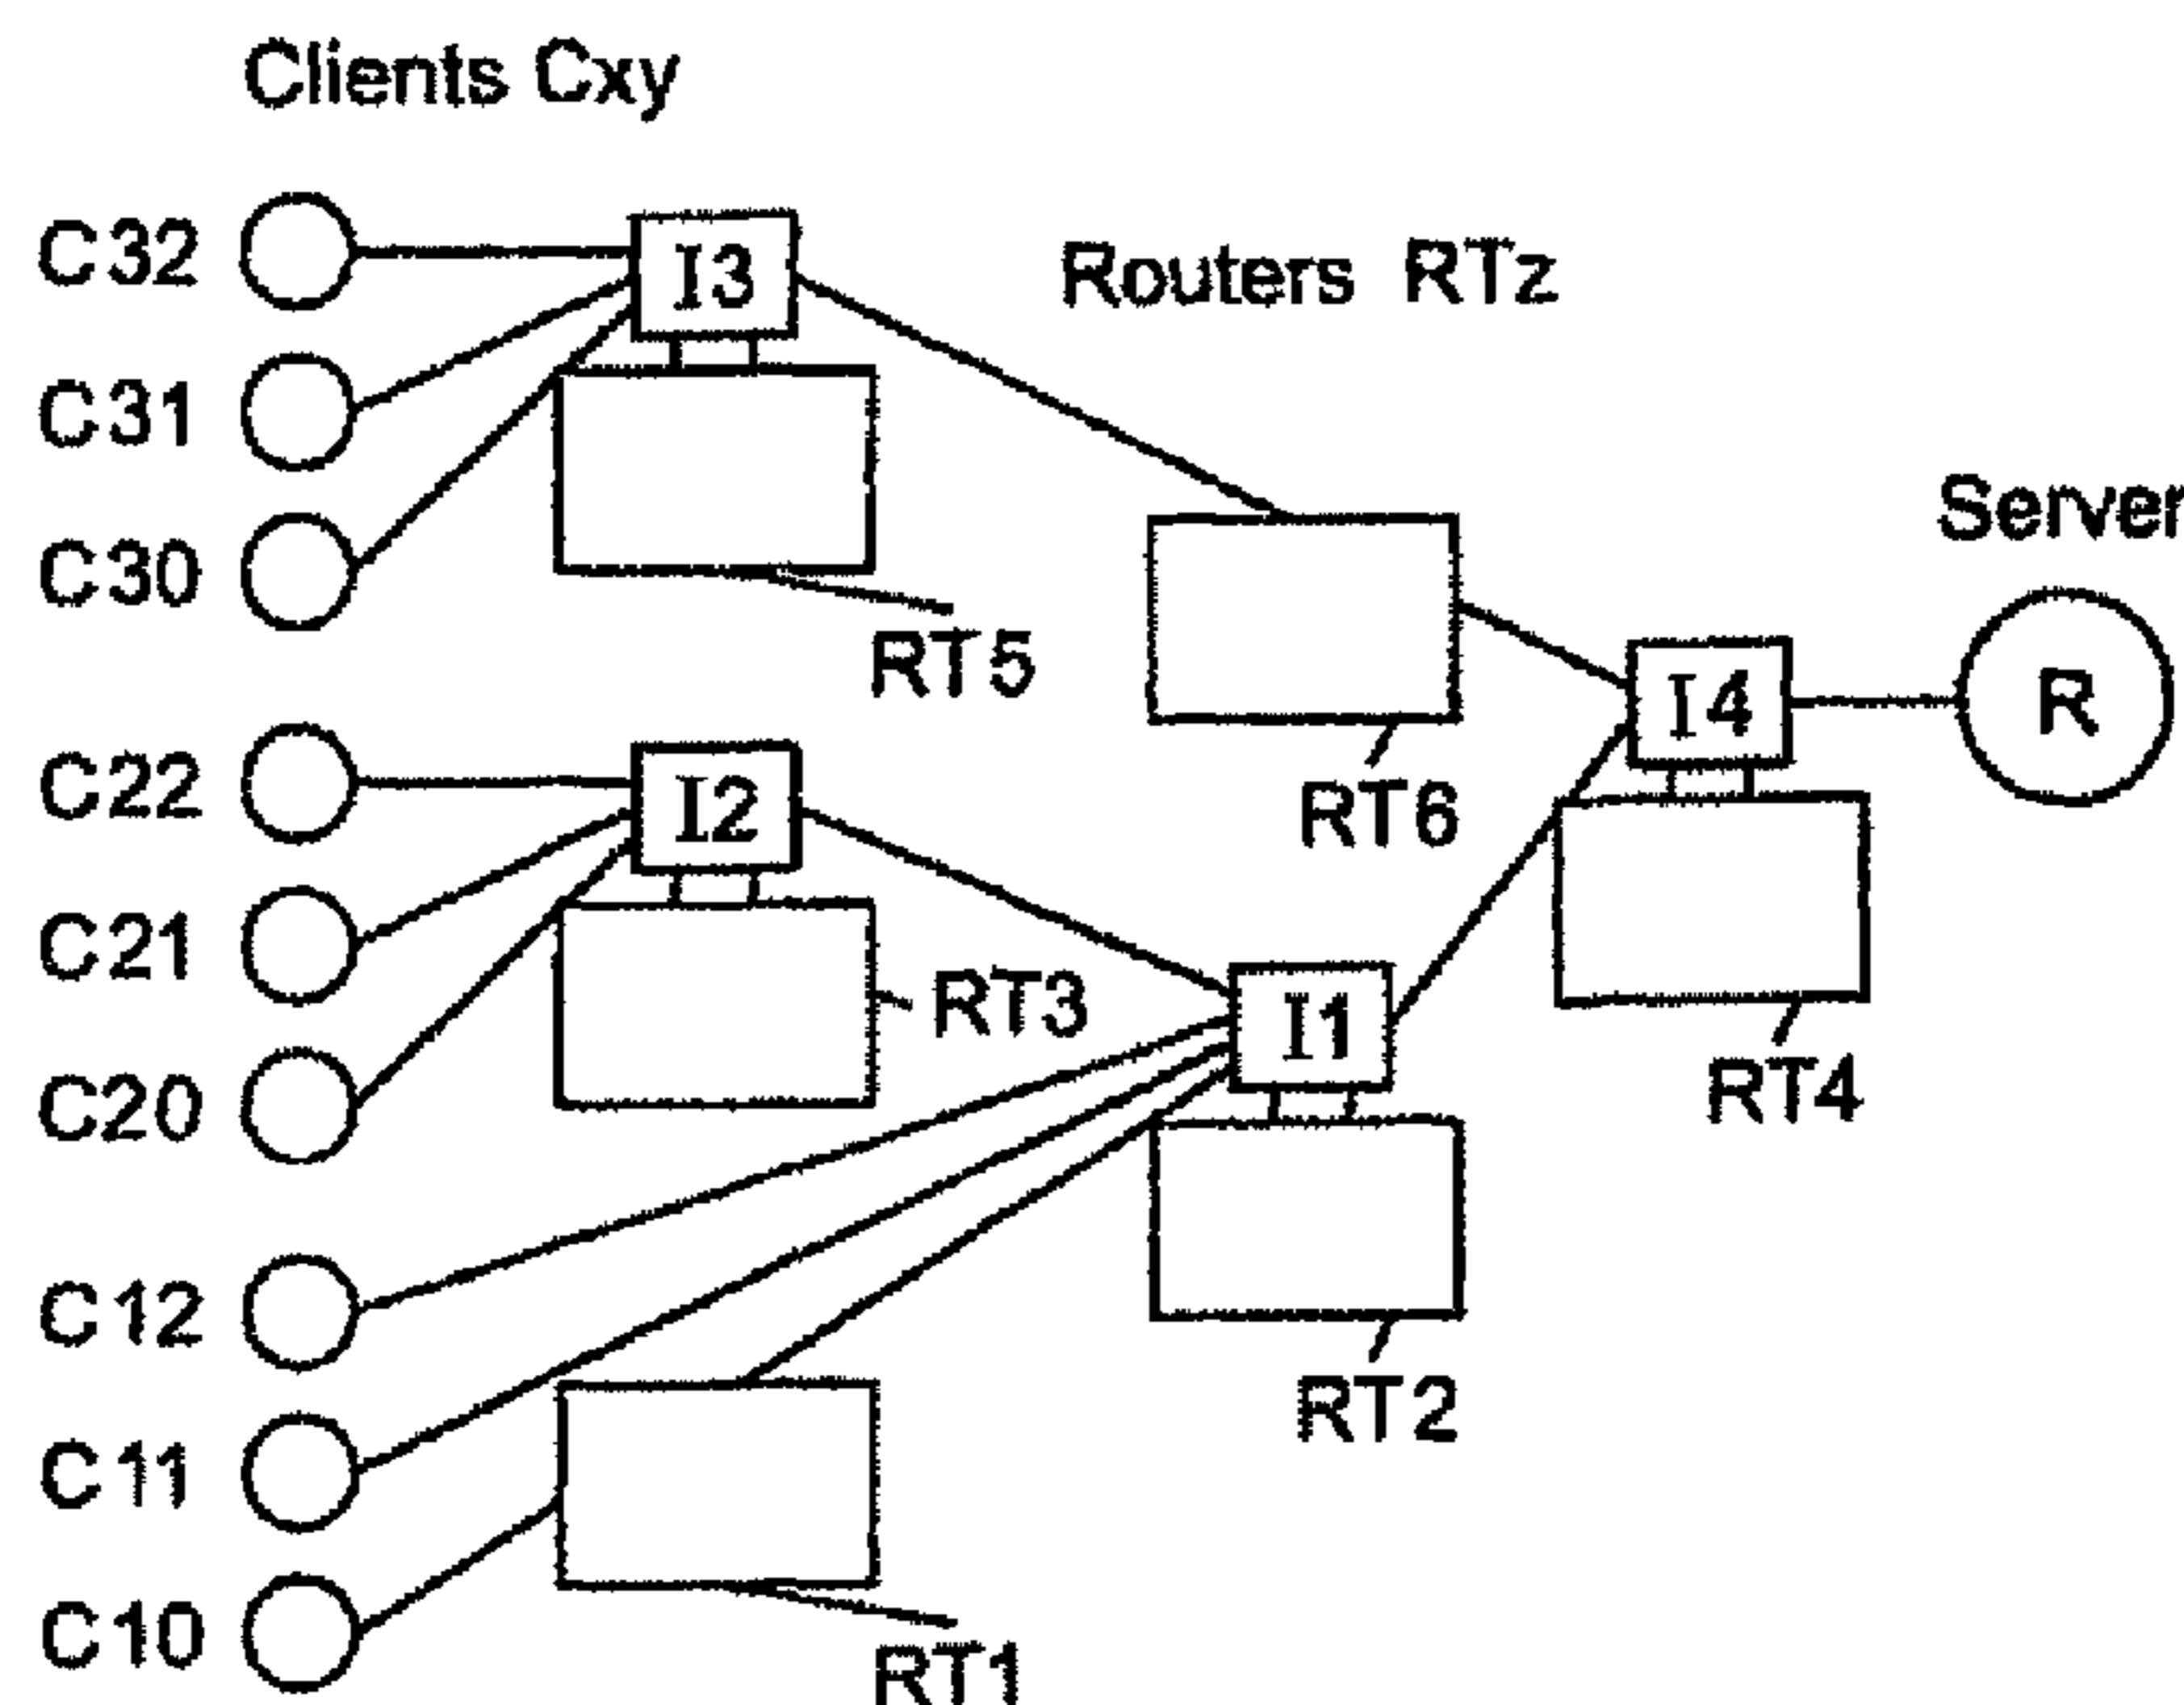 Clients Cxy
C32
I3
Routers RTz
C31
Server
C30
RT5
I4
R
C22
I2
RT6
C21
RT3
I1
C20
RT4
C12
RT2
C11
C10
RT1